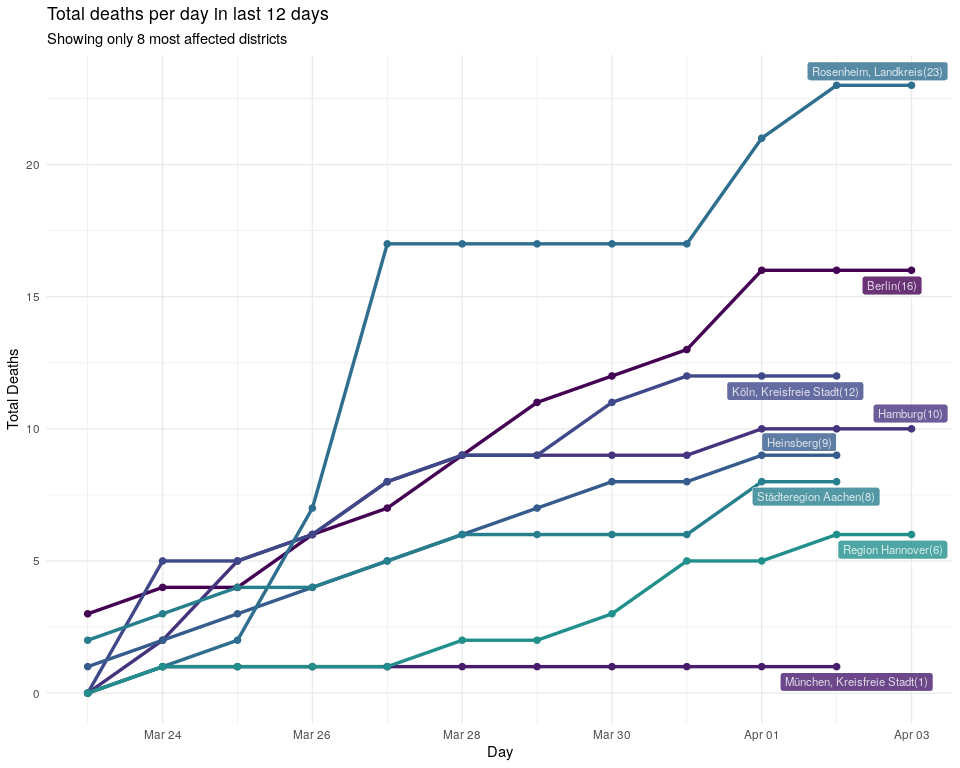 Total deaths per day in last 12 days
Showing only 8 most affected districts
Total Deaths
20
15
10
5
0
Rosenheim, Landkreis(23)
Berlin(16)
Köln, Kreisfreie Stadt(12)
Hamburg(10)
Heinsberg(9)
Städteregion Aachen(8)
Region Hannover(6)
München, Kreisfreie Stadt(1)
Mar 24 Mar 26 Mar 28 Mar 30 Apr 01 Apr 03
Day